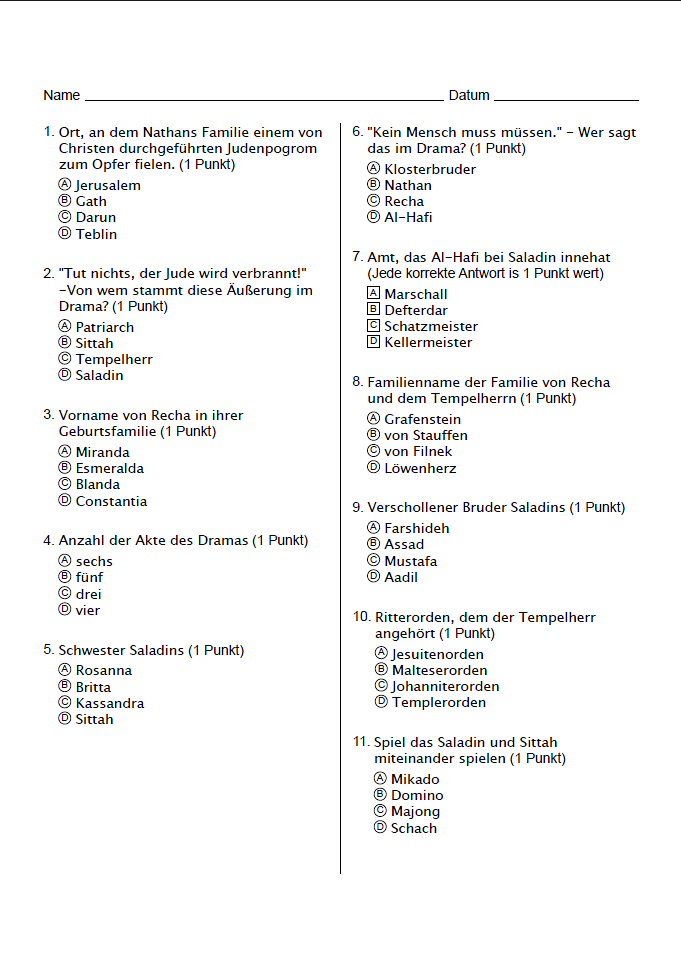 Name Datum
1. Ort, an dem Nathans Familie einem von
Christen durchgeführten Judenpogrom
zum Opfer fielen. (1 Punkt)
A Jerusalem
B Gath
C Darun
D Teblin
2. "Tut nichts, der Jude wird verbrannt!"
-Von wem stammt diese Äußerung im
Drama? (1 Punkt)
A Patriarch
B Sittah
C Tempelherr
D Saladin
3. Vorname von Recha in ihrer
Geburtsfamilie (1 Punkt)
A Miranda
B Esmeralda
C Blanda
D Constantia
4. Anzahl der Akte des Dramas (1 Punkt)
A sechs
B fünf
C drei
D vier
5. Schwester Saladins (1 Punkt)
A Rosanna
B Britta
C Kassandra
D Sittah
6. "Kein Mensch muss müssen." - Wer sagt
das im Drama? (1 Punkt)
A Klosterbruder
B Nathan
C Recha
D Al-Hafi
7. Amt, das Al-Hafi bei Saladin innehat
(Jede korrekte Antwort is 1 Punkt wert)
A Marschall
B Defterdar
C Schatzmeister
D Kellermeister
8. Familienname der Familie von Recha
und dem Tempelherrn (1 Punkt)
A Grafenstein
B von Stauffen
C von Filnek
D Löwenherz
9. Verschollener Bruder Saladins (1 Punkt)
A Farshideh
B Assad
C Mustafa
D Aadil
10. Ritterorden, dem der Tempelherr
angehört (1 Punkt)
A Jesuitenorden
B Malteserorden
C Johanniterorden
D Templerorden
11. Spiel das Saladin und Sittah
miteinander spielen (1 Punkt)
A Mikado
B Domino
C Majong
D Schach